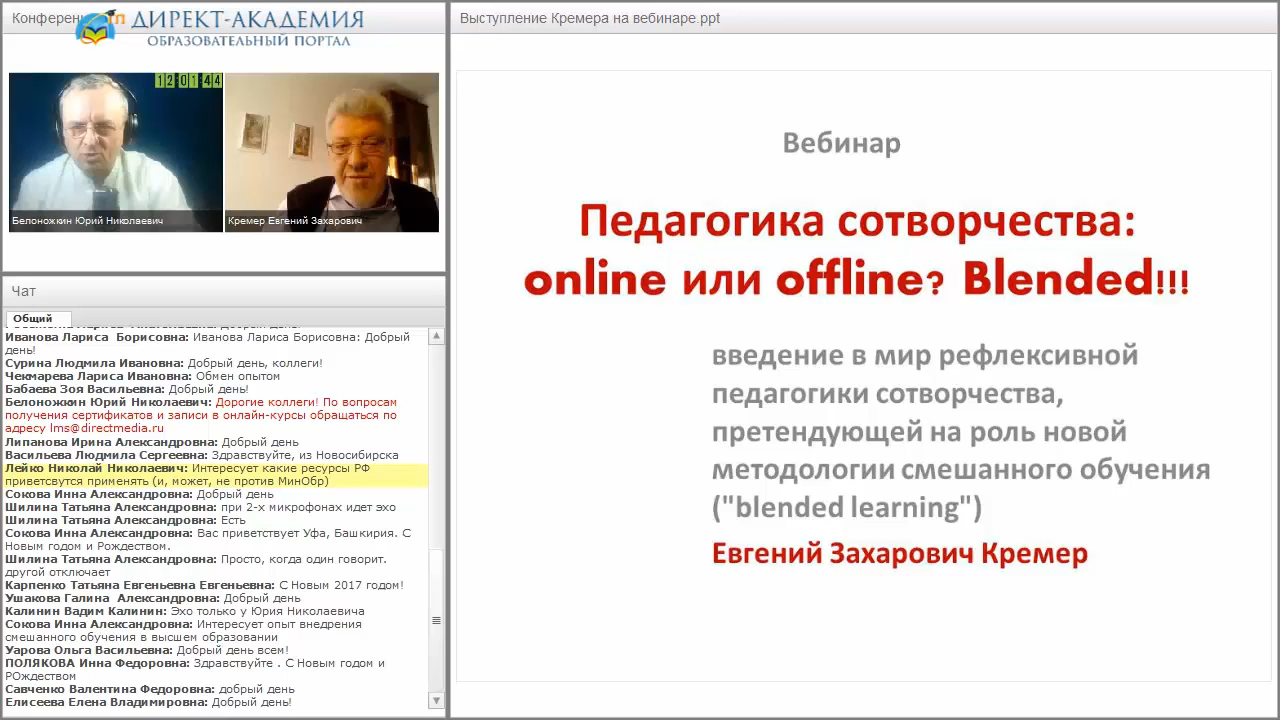 Конферен
ДИРЕКТ-АКАДЕМИЯ
ОБРАЗОВАТЕЛЬНЫЙ ПОРТАЛ
12:01:44
Белоножкин Юрий Николаевич
Кремер Евгений Захарович
Чат
Общий
Иванова Лариса Борисовна: Иванова Лариса Борисовна: Добрый
день!
Сурина Людмила Ивановна: Добрый день, коллеги!
Чекмарева Лариса Ивановна: Обмен опытом
Бабаева Зоя Васильевна: Добрый день!
Белоножкин Юрий Николаевич: Дорогие коллеги! По вопросам
получения сертификатов и записи в онлайн-курсы обращаться по
адресу lms@directmedia.ru
Липанова Ирина Александровна: Добрый день
Васильева Людмила Сергеевна: Здравствуйте, из Новосибирска
Лейко Николай Николаевич: Интересует какие ресурсы РФ
приветсвутся применять (и, может, не против МинОбр)
Сокова Инна Александровна: Добрый день
Шилина Татьяна Александровна: при 2-х микрофонах идет эхо
Шилина Татьяна Александровна: Есть
Сокова Инна Александровна: Вас приветствует Уфа, Башкирия. С
Новым годом и Рождеством.
Шилина Татьяна Александровна: Просто, когда один говорит.
другой отключает
Карпенко Татьяна Евгеньевна Евгеньевна: С Новым 2017 годом!
Ушакова Галина Александровна: Добрый день
Калинин Вадим Калинин: Эхо только у Юрия Николаевича
Сокова Инна Александровна: Интересует опыт внедрения
смешанного обучения в высшем образовании
Уарова Ольга Васильевна: Добрый день всем!
ПОЛЯКОВА Инна Федоровна: Здравствуйте . С Новым годом и
РОждеством
Савченко Валентина Федоровна: добрый день
Елисеева Елена Владимировна: Добрый день!
Выступление Кремера на вебинаре.ppt
Вебинар
Педагогика сотворчества:
online или offline? Blended!!!
введение в мир рефлексивной
педагогики сотворчества,
претендующей на роль новой
методологии смешанного обучения
("blended learning")
Евгений Захарович Кремер